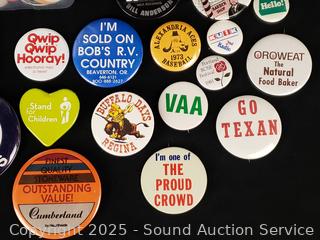 BILL ANDERSON
Hello!
Qwip
Qwip
Hooray!
I'M
SOLD ON
BOB'S R.V.
COUNTRY
BEAVERTON, OR
ALEXANDRIA ACES
1973
BASEBALL
OROWEAT
The
Natural
Food Baker
Stand
for
Children
BUFFALO DAYS
REGINA
VAA
GO
TEXAN
FINEST
QUALITY
STONEWARE
OUTSTANDING
VALUE!
Cumberland
I'm one of
THE
PROUD
CROWD
Copyright 2025 - Sound Auction Service